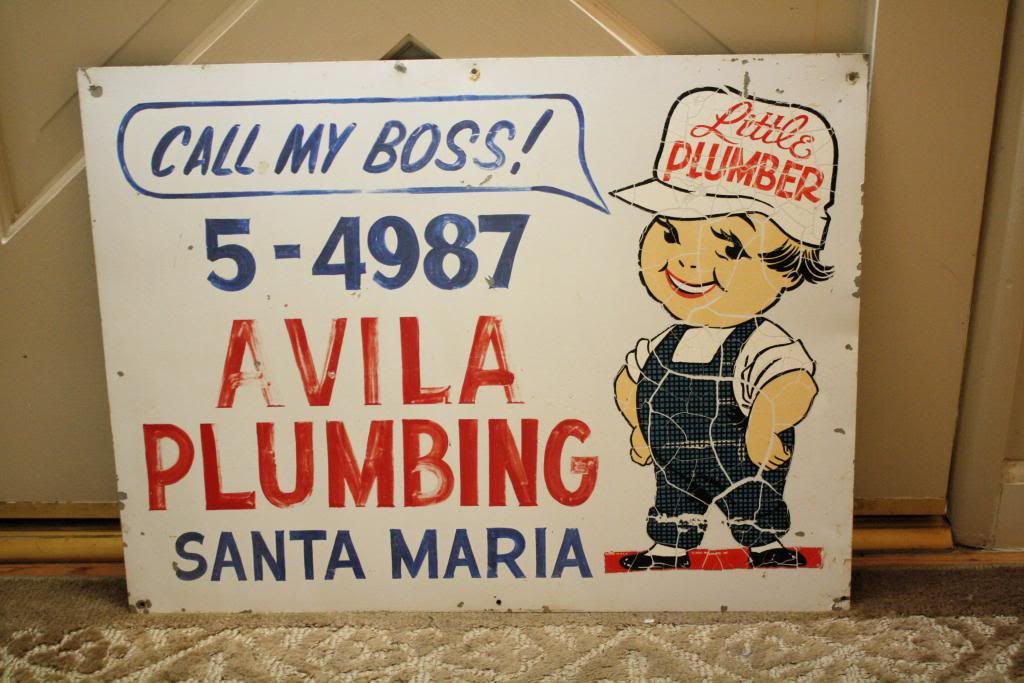 CALL MY BOSS!
5-4987
AVILA
PLUMBING
SANTA MARIA
Little
PLUMBER